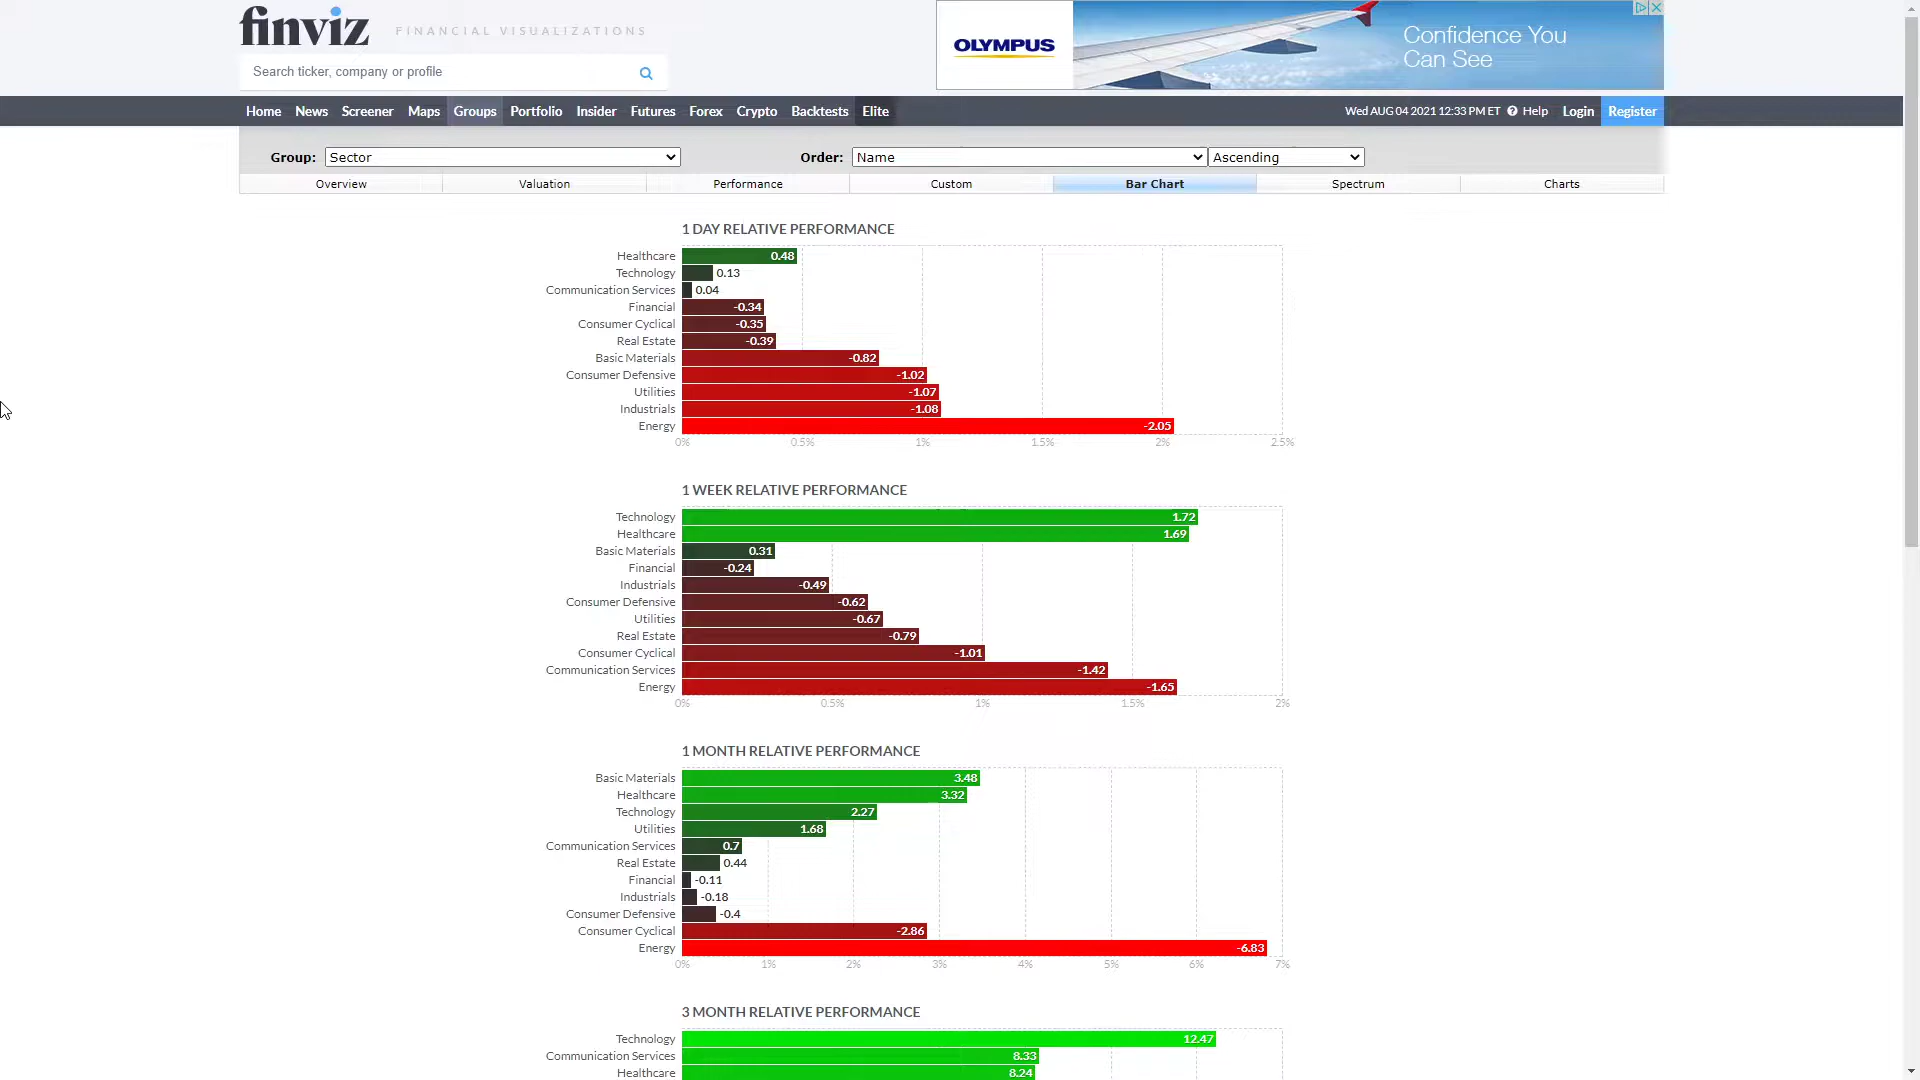 finviz FINANCIAL VISUALIZATIONS
OLYMPUS
Confidence You
Can See
Search ticker, company or profile
Home News Screener Maps Groups Portfolio Insider Futures Forex Crypto Backtests Elite
Wed AUG 04 2021 12:33 PM ET ? Help Login Register
Group: Sector Order: Name Ascending
Overview Valuation Performance Custom Bar Chart Spectrum Charts
1 DAY RELATIVE PERFORMANCE
Healthcare 0.48
Technology 0.13
Communication Services 0.04
Financial -0.34
Consumer Cyclical -0.35
Real Estate -0.39
Basic Materials -0.82
Consumer Defensive -1.02
Utilities -1.07
Industrials -1.08
Energy -2.05
0% 0.5% 1% 1.5% 2% 2.5%
1 WEEK RELATIVE PERFORMANCE
Technology 1.72
Healthcare 1.69
Basic Materials 0.31
Financial -0.24
Industrials -0.49
Consumer Defensive -0.62
Utilities -0.67
Real Estate -0.79
Consumer Cyclical -1.01
Communication Services -1.42
Energy -1.65
0% 0.5% 1% 1.5% 2%
1 MONTH RELATIVE PERFORMANCE
Basic Materials 3.48
Healthcare 3.32
Technology 2.27
Utilities 1.68
Communication Services 0.7
Real Estate 0.44
Financial -0.11
Industrials -0.18
Consumer Defensive -0.4
Consumer Cyclical -2.86
Energy -6.83
0% 1% 2% 3% 4% 5% 6% 7%
3 MONTH RELATIVE PERFORMANCE
Technology 12.47
Communication Services 8.33
Healthcare 8.24